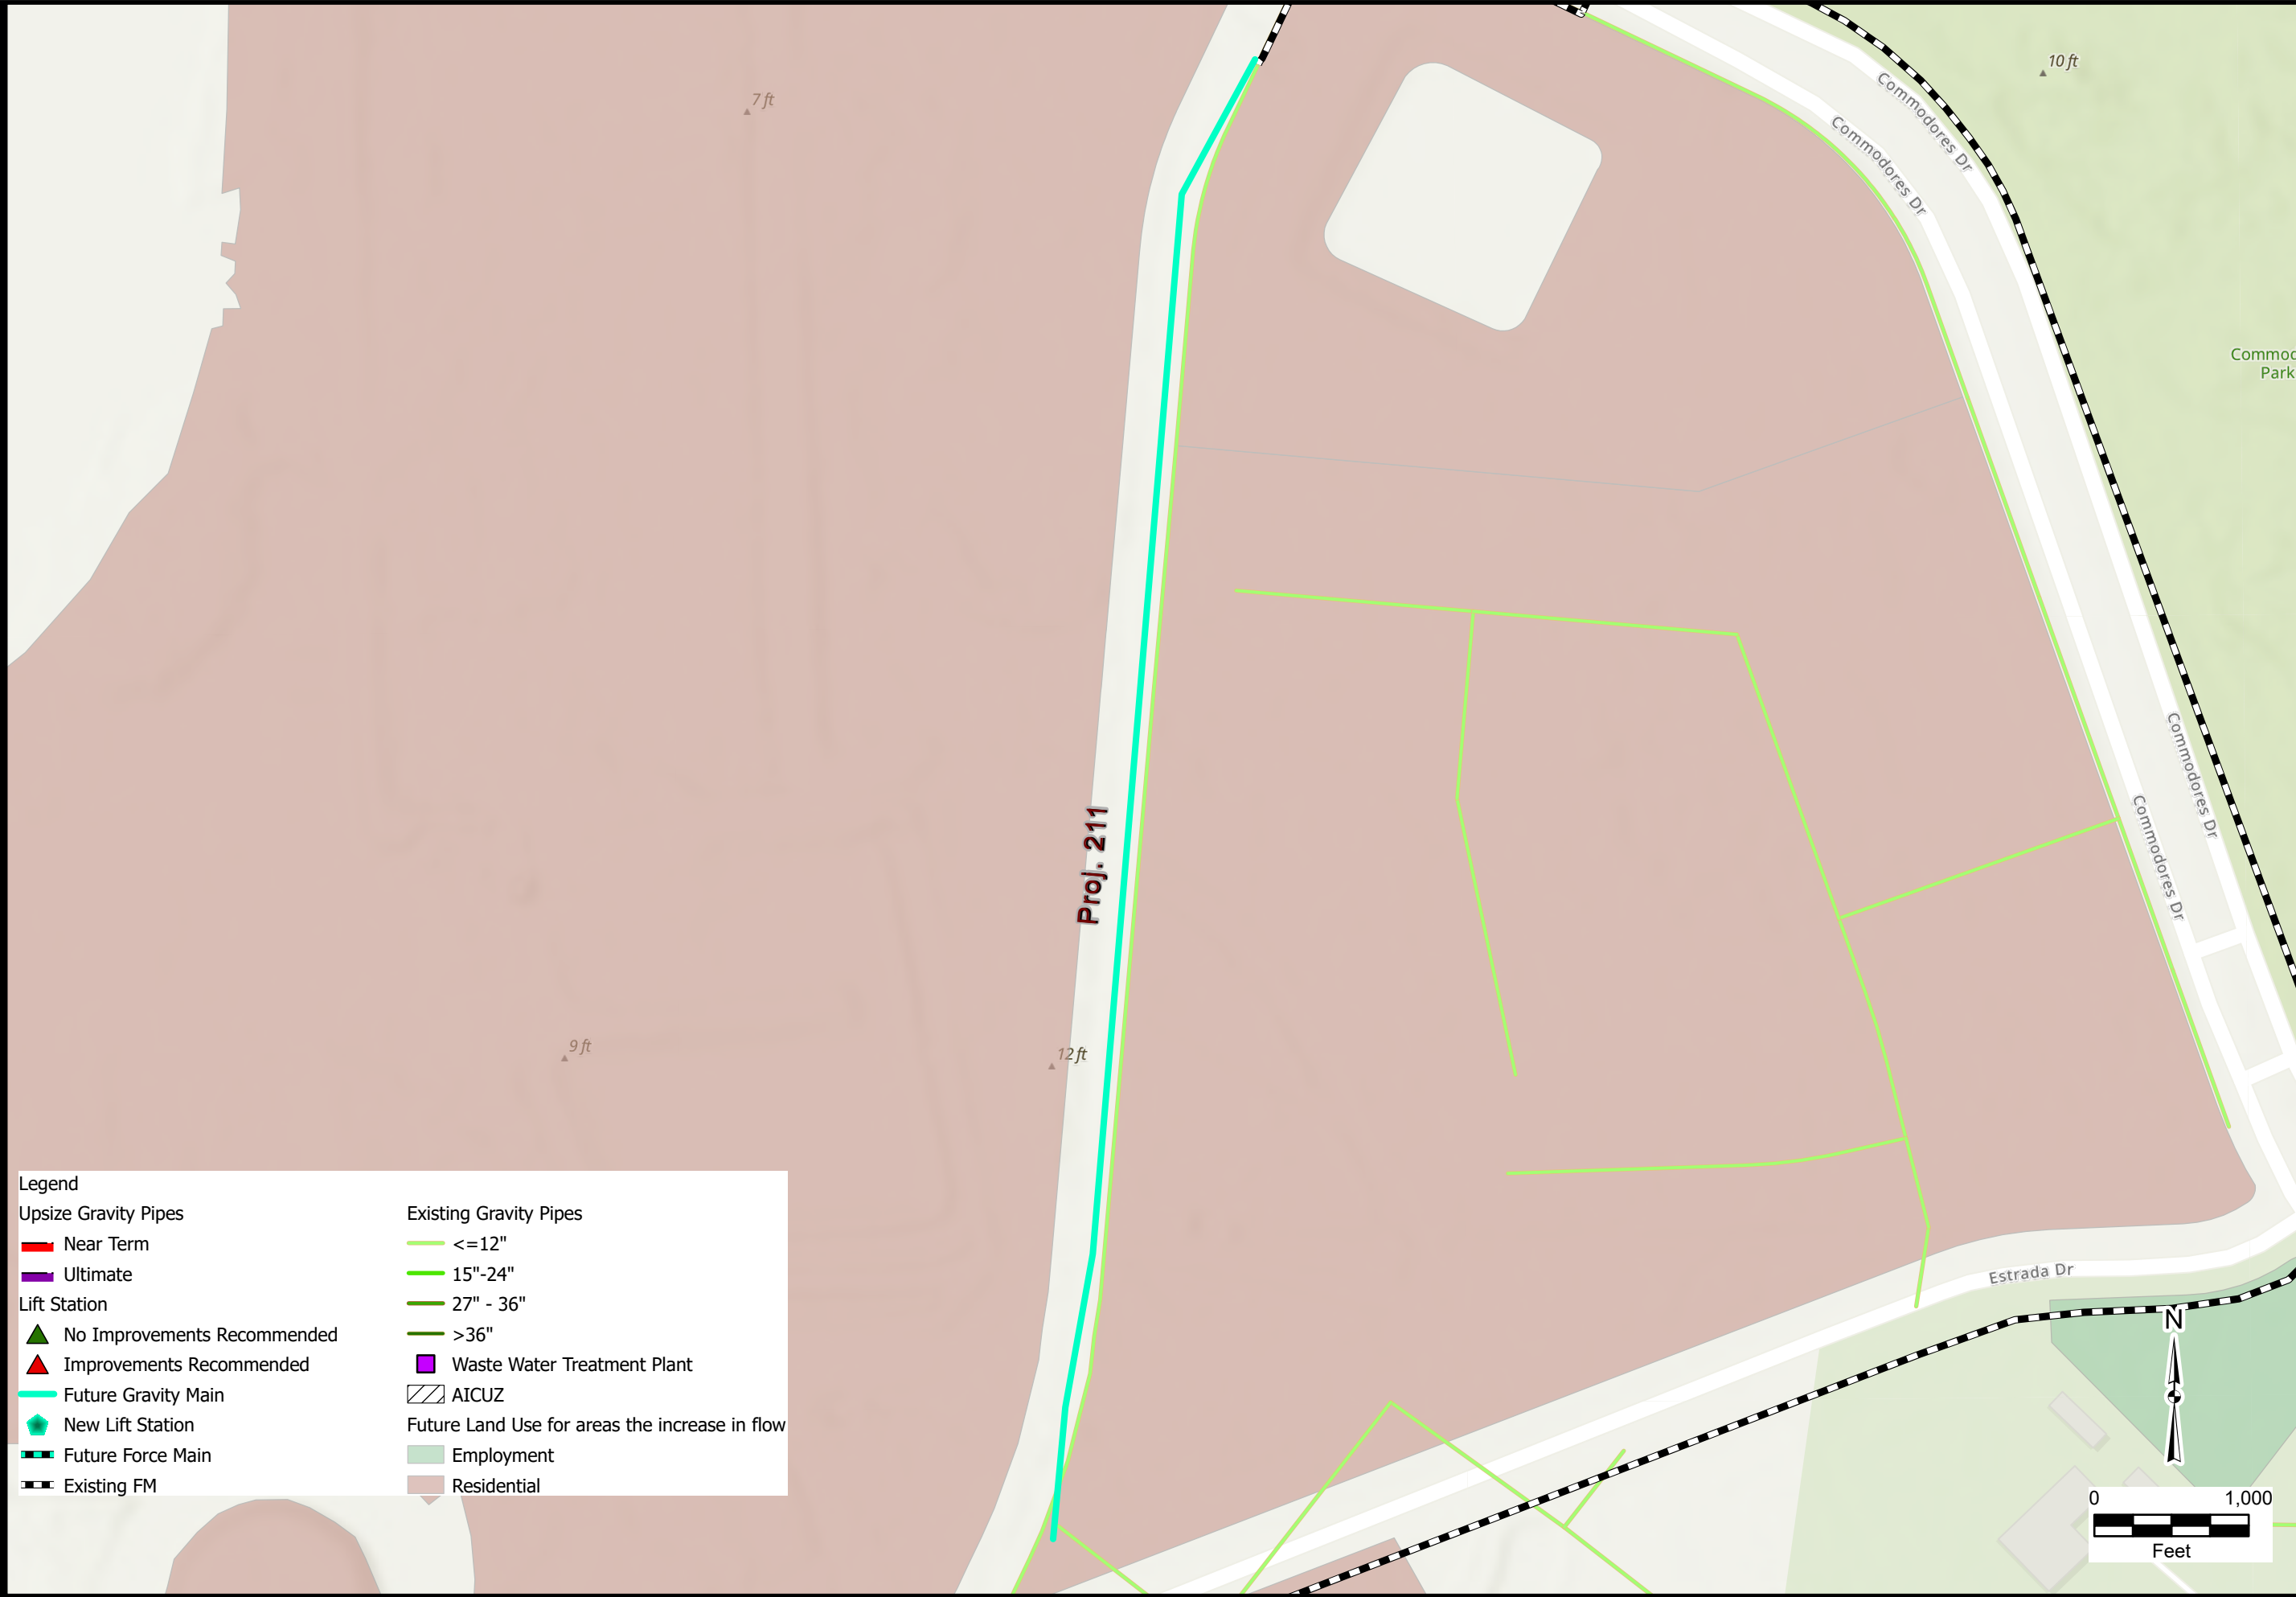 10 ft
7 ft
Commodores Dr
Commodores Dr
Commod
Park
Commodores Dr
Commodores Dr
Proj. 211
9 ft
12 ft
Estrada Dr
Legend
Upsize Gravity Pipes
Near Term
Ultimate
Lift Station
No Improvements Recommended
Improvements Recommended
Future Gravity Main
New Lift Station
Future Force Main
Existing FM
Existing Gravity Pipes
<=12"
15"-24"
27" - 36"
>36"
Waste Water Treatment Plant
AICUZ
Future Land Use for areas the increase in flow
Employment
Residential
N
0 1,000
Feet